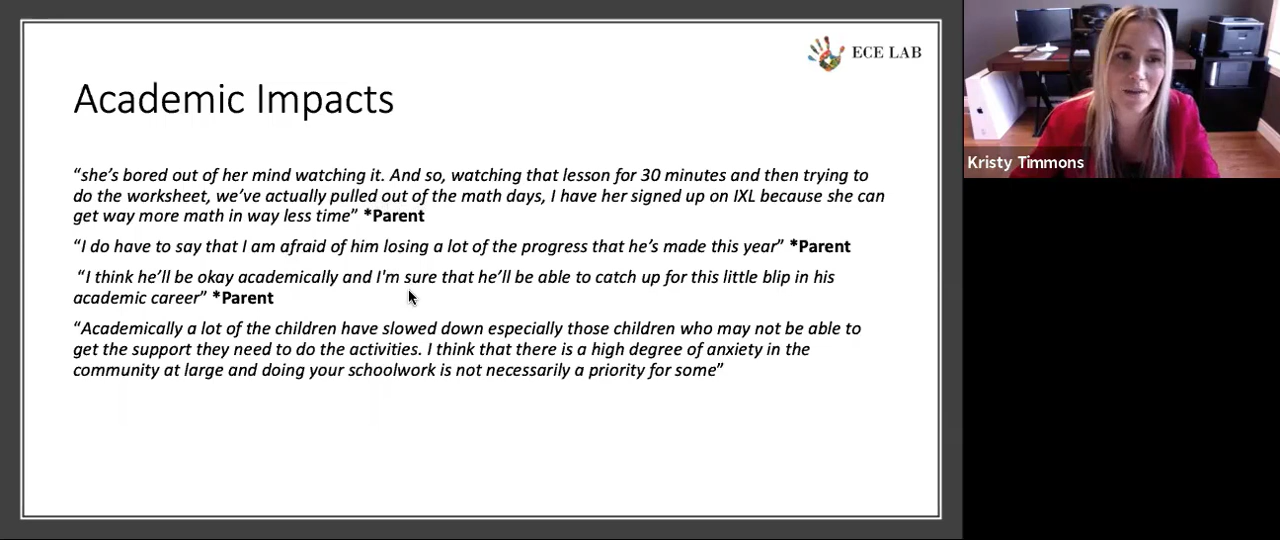 ECE LAB
Academic Impacts
“she’s bored out of her mind watching it. And so, watching that lesson for 30 minutes and then trying to
do the worksheet, we’ve actually pulled out of the math days, I have her signed up on IXL because she can
get way more math in way less time” *Parent
“I do have to say that I am afraid of him losing a lot of the progress that he’s made this year” *Parent
“I think he’ll be okay academically and I'm sure that he’ll be able to catch up for this little blip in his
academic career” *Parent
“Academically a lot of the children have slowed down especially those children who may not be able to
get the support they need to do the activities. I think that there is a high degree of anxiety in the
community at large and doing your schoolwork is not necessarily a priority for some”
Kristy Timmons